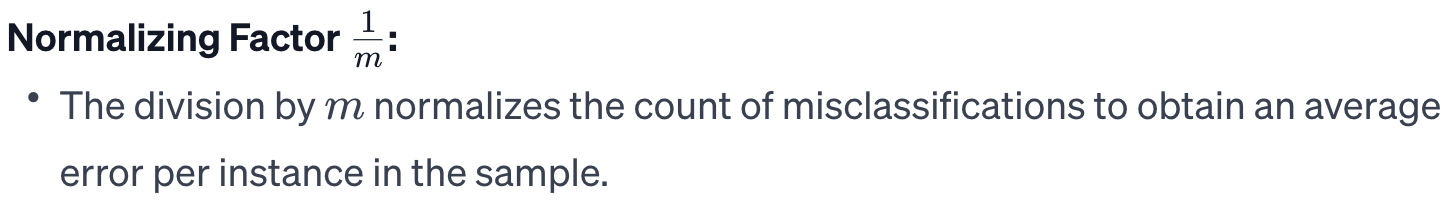 Normalizing Factor \frac{1}{m}:
• The division by m normalizes the count of misclassifications to obtain an average
error per instance in the sample.